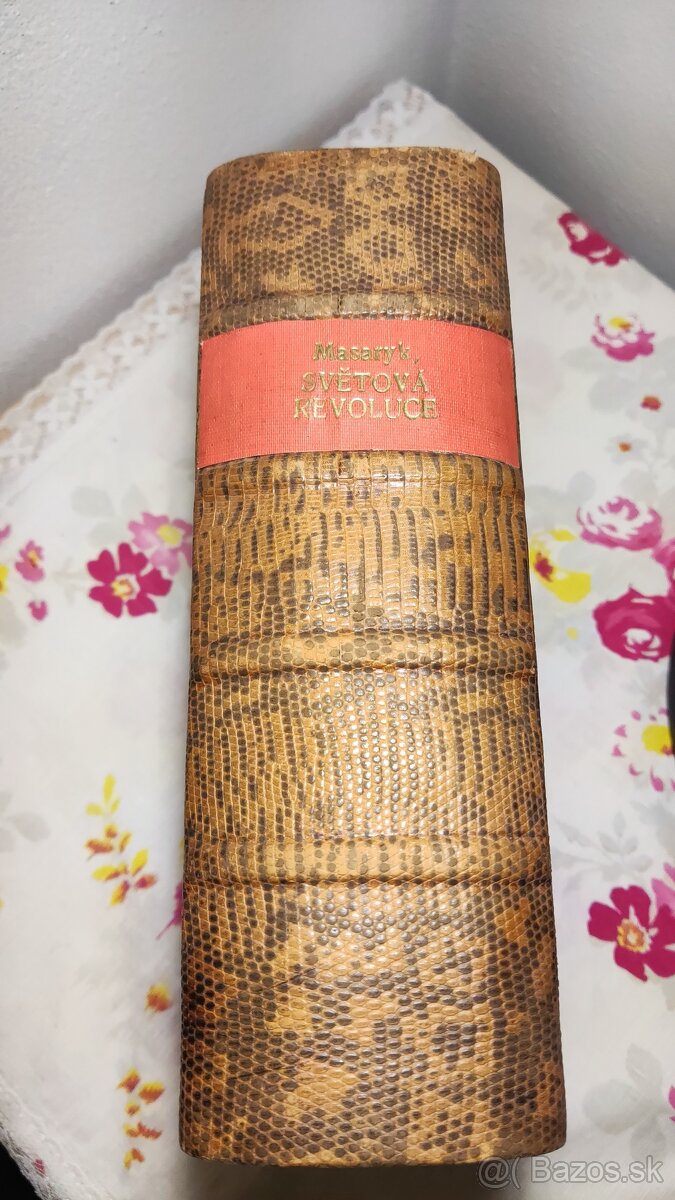 Masaryk,
SVĚTOVÁ
REVOLUCE
@( Bazos.sk